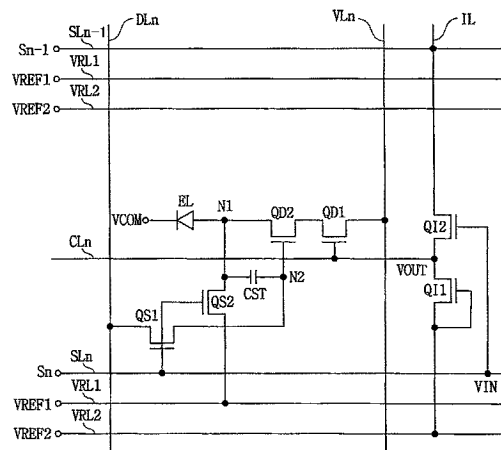 DLn VLn IL
SLn-1
Sn-1
VRL1
VREF1
VRL2
VREF2
EL N1 QD2 QD1
VCOM
QI2
CLn
VOUT
N2
CST
QI1
QS1 QS2
SLn
Sn
VRL1
VIN
VREF1
VRL2
VREF2